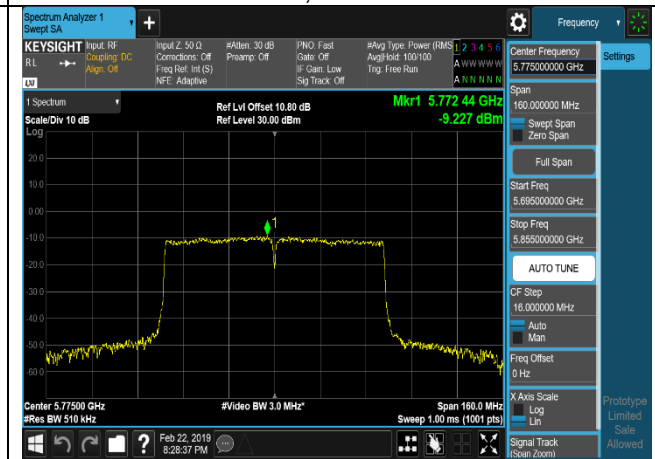 Spectrum Analyzer 1
Swept SA
+
Frequency
KEYSIGHT
RL
LXI
Input: RF
Coupling: DC
Align: Off
Input Z: 50 Ω
Corrections: Off
Freq Ref: Int (S)
NFE: Adaptive
#Atten: 30 dB
Preamp: Off
PNO: Fast
Gate: Off
IF Gain: Low
Sig Track: Off
#Avg Type: Power (RMS
Avg|Hold: 100/100
Trig: Free Run
1 2 3 4 5 6
A WW WW W W
A N N N N N
1 Spectrum
Scale/Div 10 dB
Log
Ref Lvl Offset 10.80 dB
Ref Level 30.00 dBm
Mkr1 5.772 44 GHz
-9.227 dBm
20.0
10.0
0.00
-10.0
-20.0
-30.0
-40.0
-50.0
-60.0
1
Center 5.77500 GHz
#Res BW 510 kHz
#Video BW 3.0 MHz*
Span 160.0 MHz
Sweep 1.00 ms (1001 pts)
?
Feb 22, 2019
8:28:37 PM
Center Frequency
5.775000000 GHz
Settings
Span
160.000000 MHz
Swept Span
Zero Span
Full Span
Start Freq
5.695000000 GHz
Stop Freq
5.855000000 GHz
AUTO TUNE
CF Step
16.000000 MHz
Auto
Man
Freq Offset
0 Hz
X Axis Scale
Log
Lin
Signal Track
(Span Zoom)
Prototype
Limited
Sale
Allowed